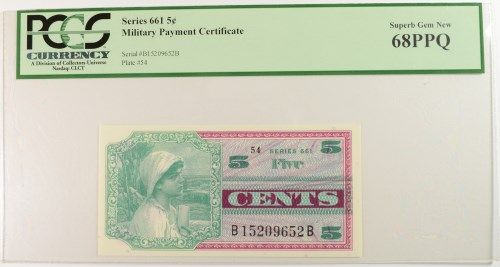 PCGS
CURRENCY
A Division of Collectors Universe
Nasdaq: CLCT
Series 661 5¢
Military Payment Certificate
Serial #B15209652B
Plate #54
Superb Gem New
68PPQ
5 54 SERIES 661 5
Five
CENTS
B15209652B 5